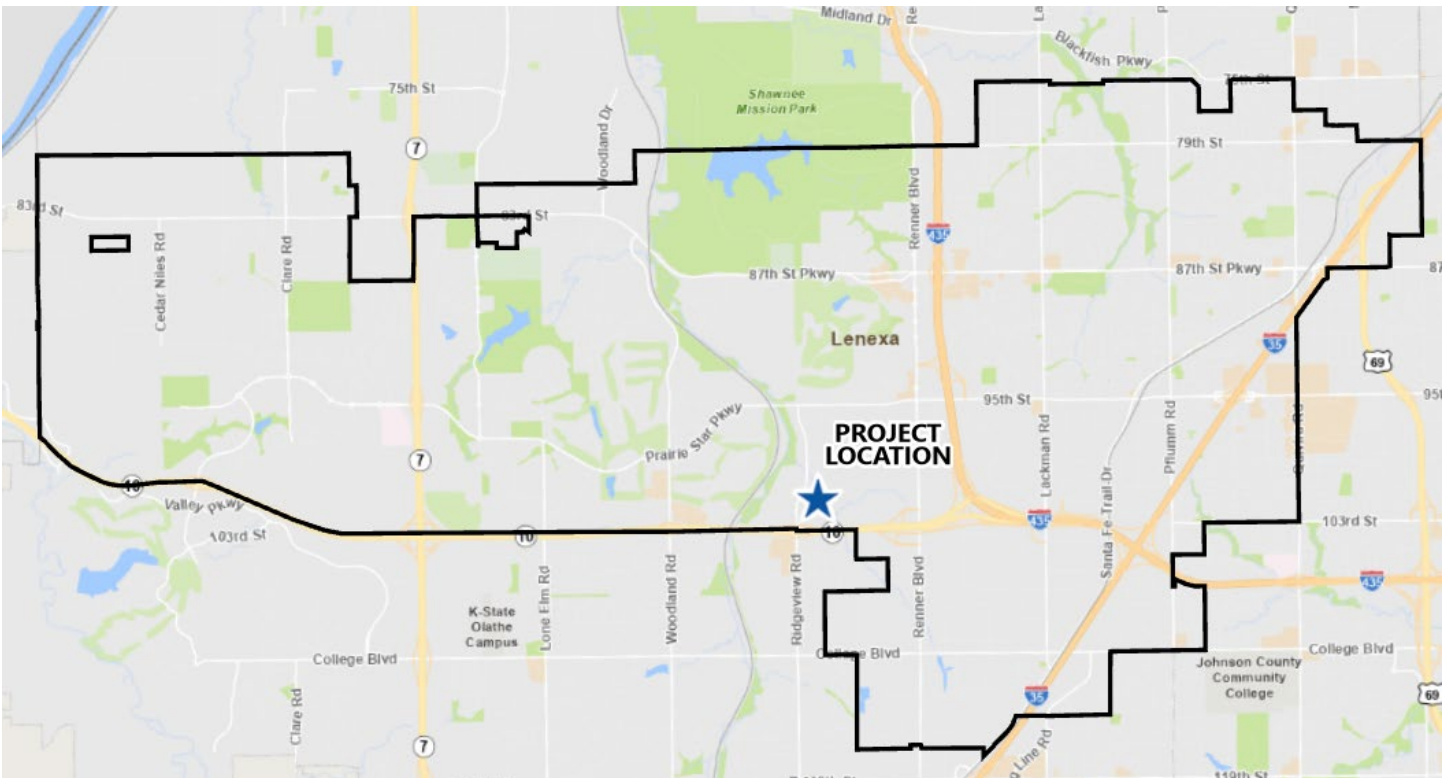 Midland Dr
Blackfish Pkwy
75th St
75th St
Shawnee
Mission Park
Woodland Dr
7
79th St
Renner Blvd
83rd St
83rd St
435
Cedar Niles Rd
Clare Rd
87th St Pkwy
87th St Pkwy
Lenexa
35
69
95th St
Prairie Star Pkwy
PROJECT
LOCATION
Lackman Rd
Pflumm Rd
7
10
Valley Pkwy
103rd St
10
10
435
103rd St
Santa Fe Trail Dr
435
K-State
Olathe
Campus
Lone Elm Rd
Woodland Rd
Ridgeview Rd
Renner Blvd
College Blvd
College Blvd
College Blvd
Johnson County
Community
College
Clare Rd
35
69
7
119th St